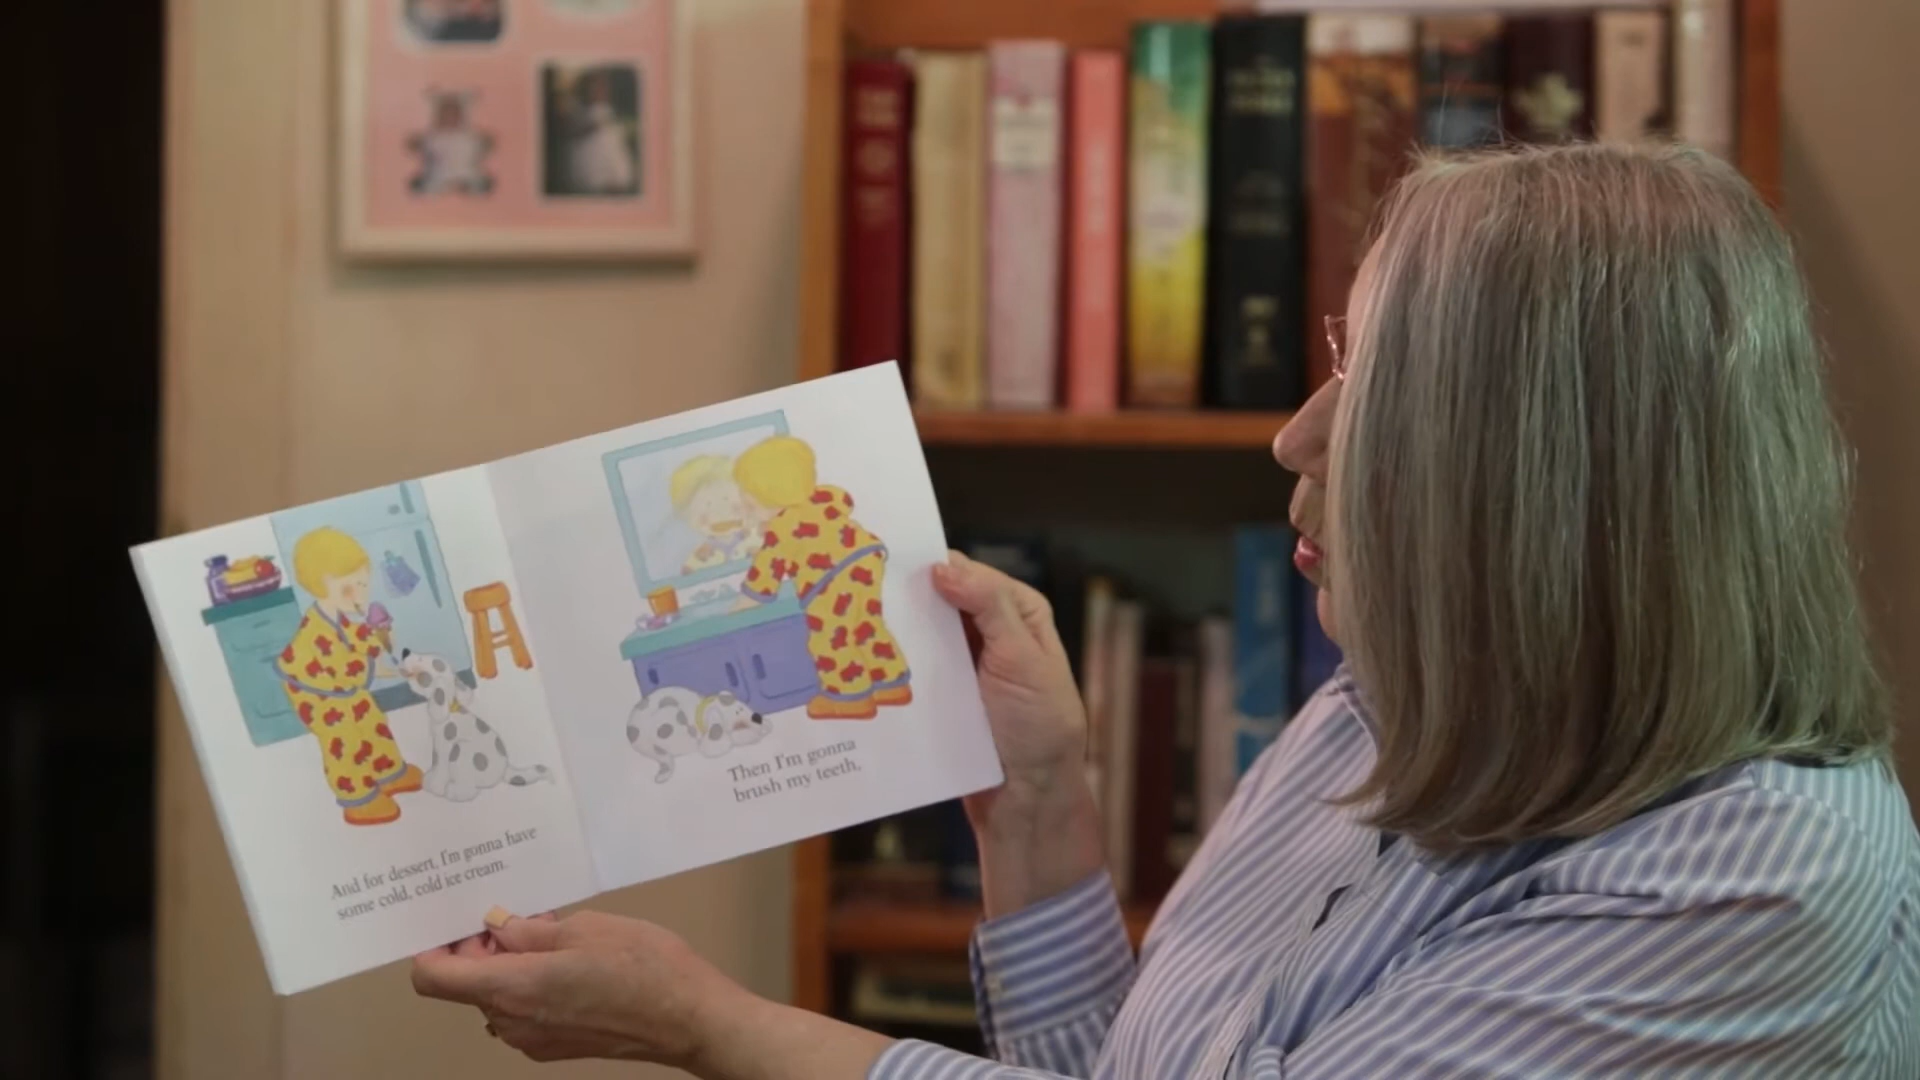 And for dessert, I'm gonna have
some cold, cold ice cream.
Then I'm gonna
brush my teeth,